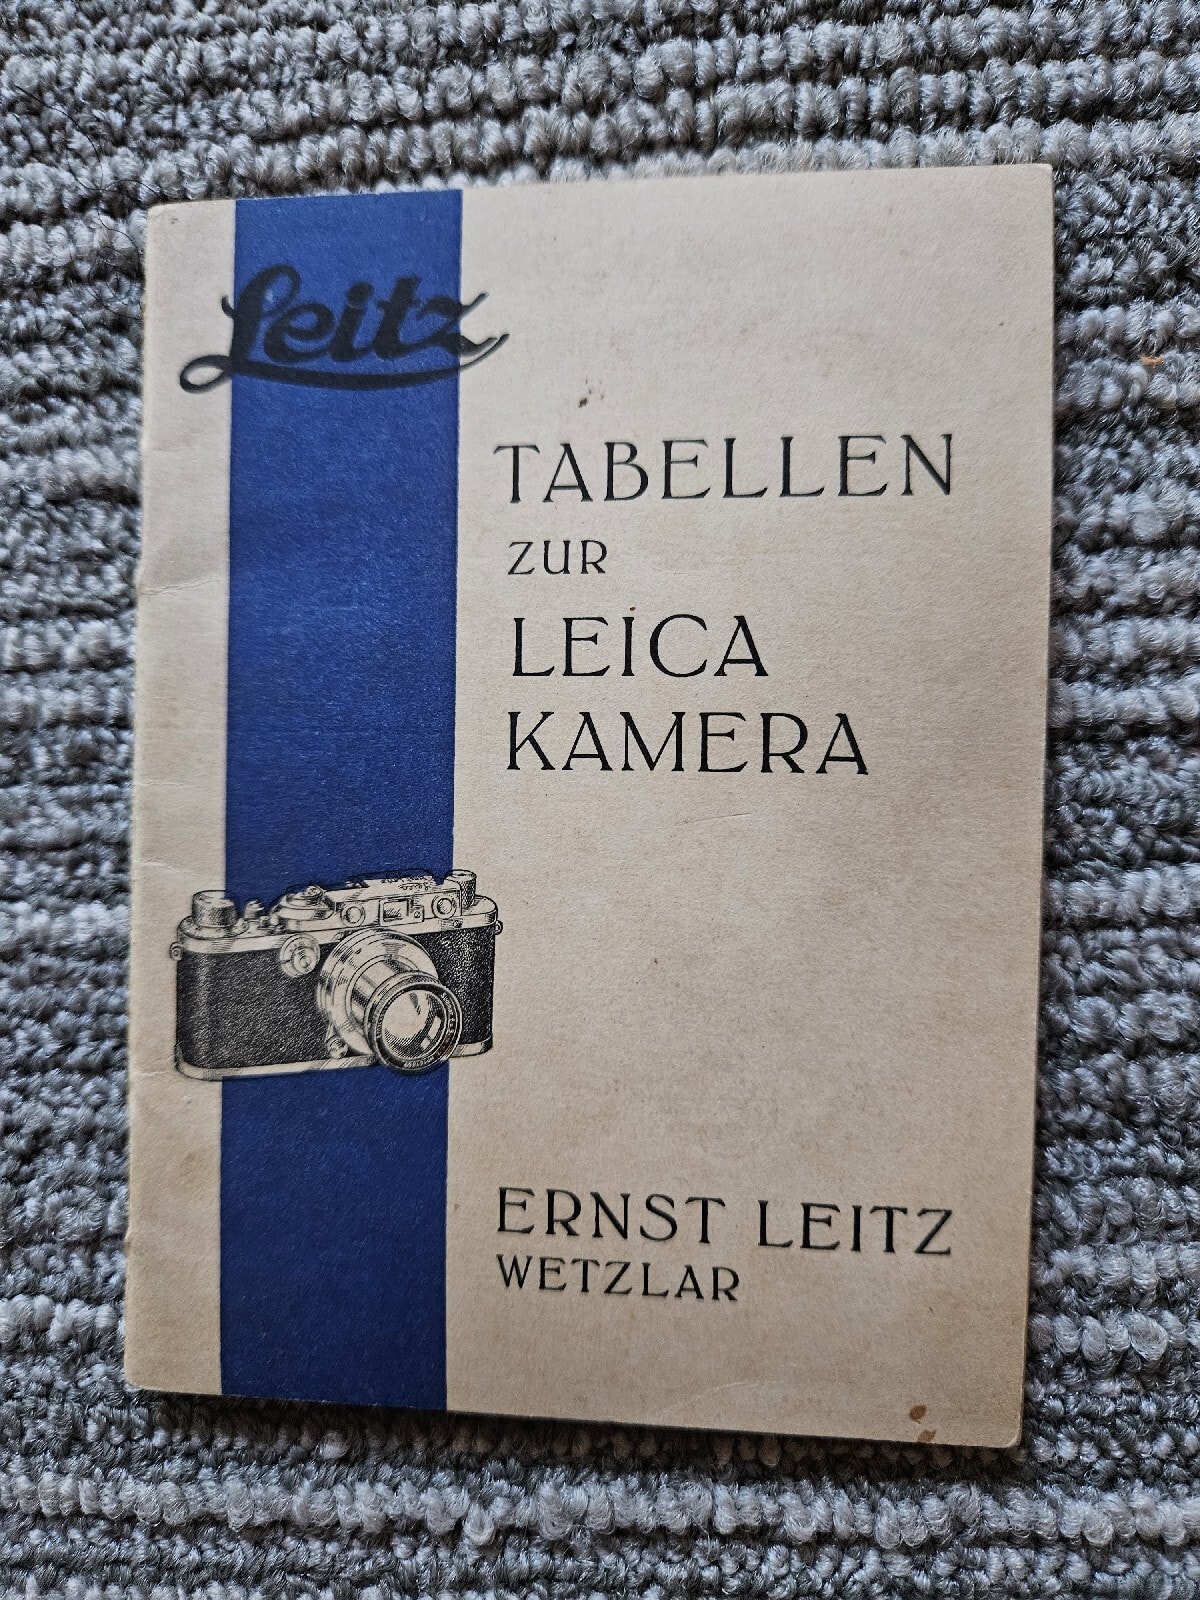 Leitz
TABELLEN
ZUR
LEICA
KAMERA
ERNST LEITZ
WETZLAR